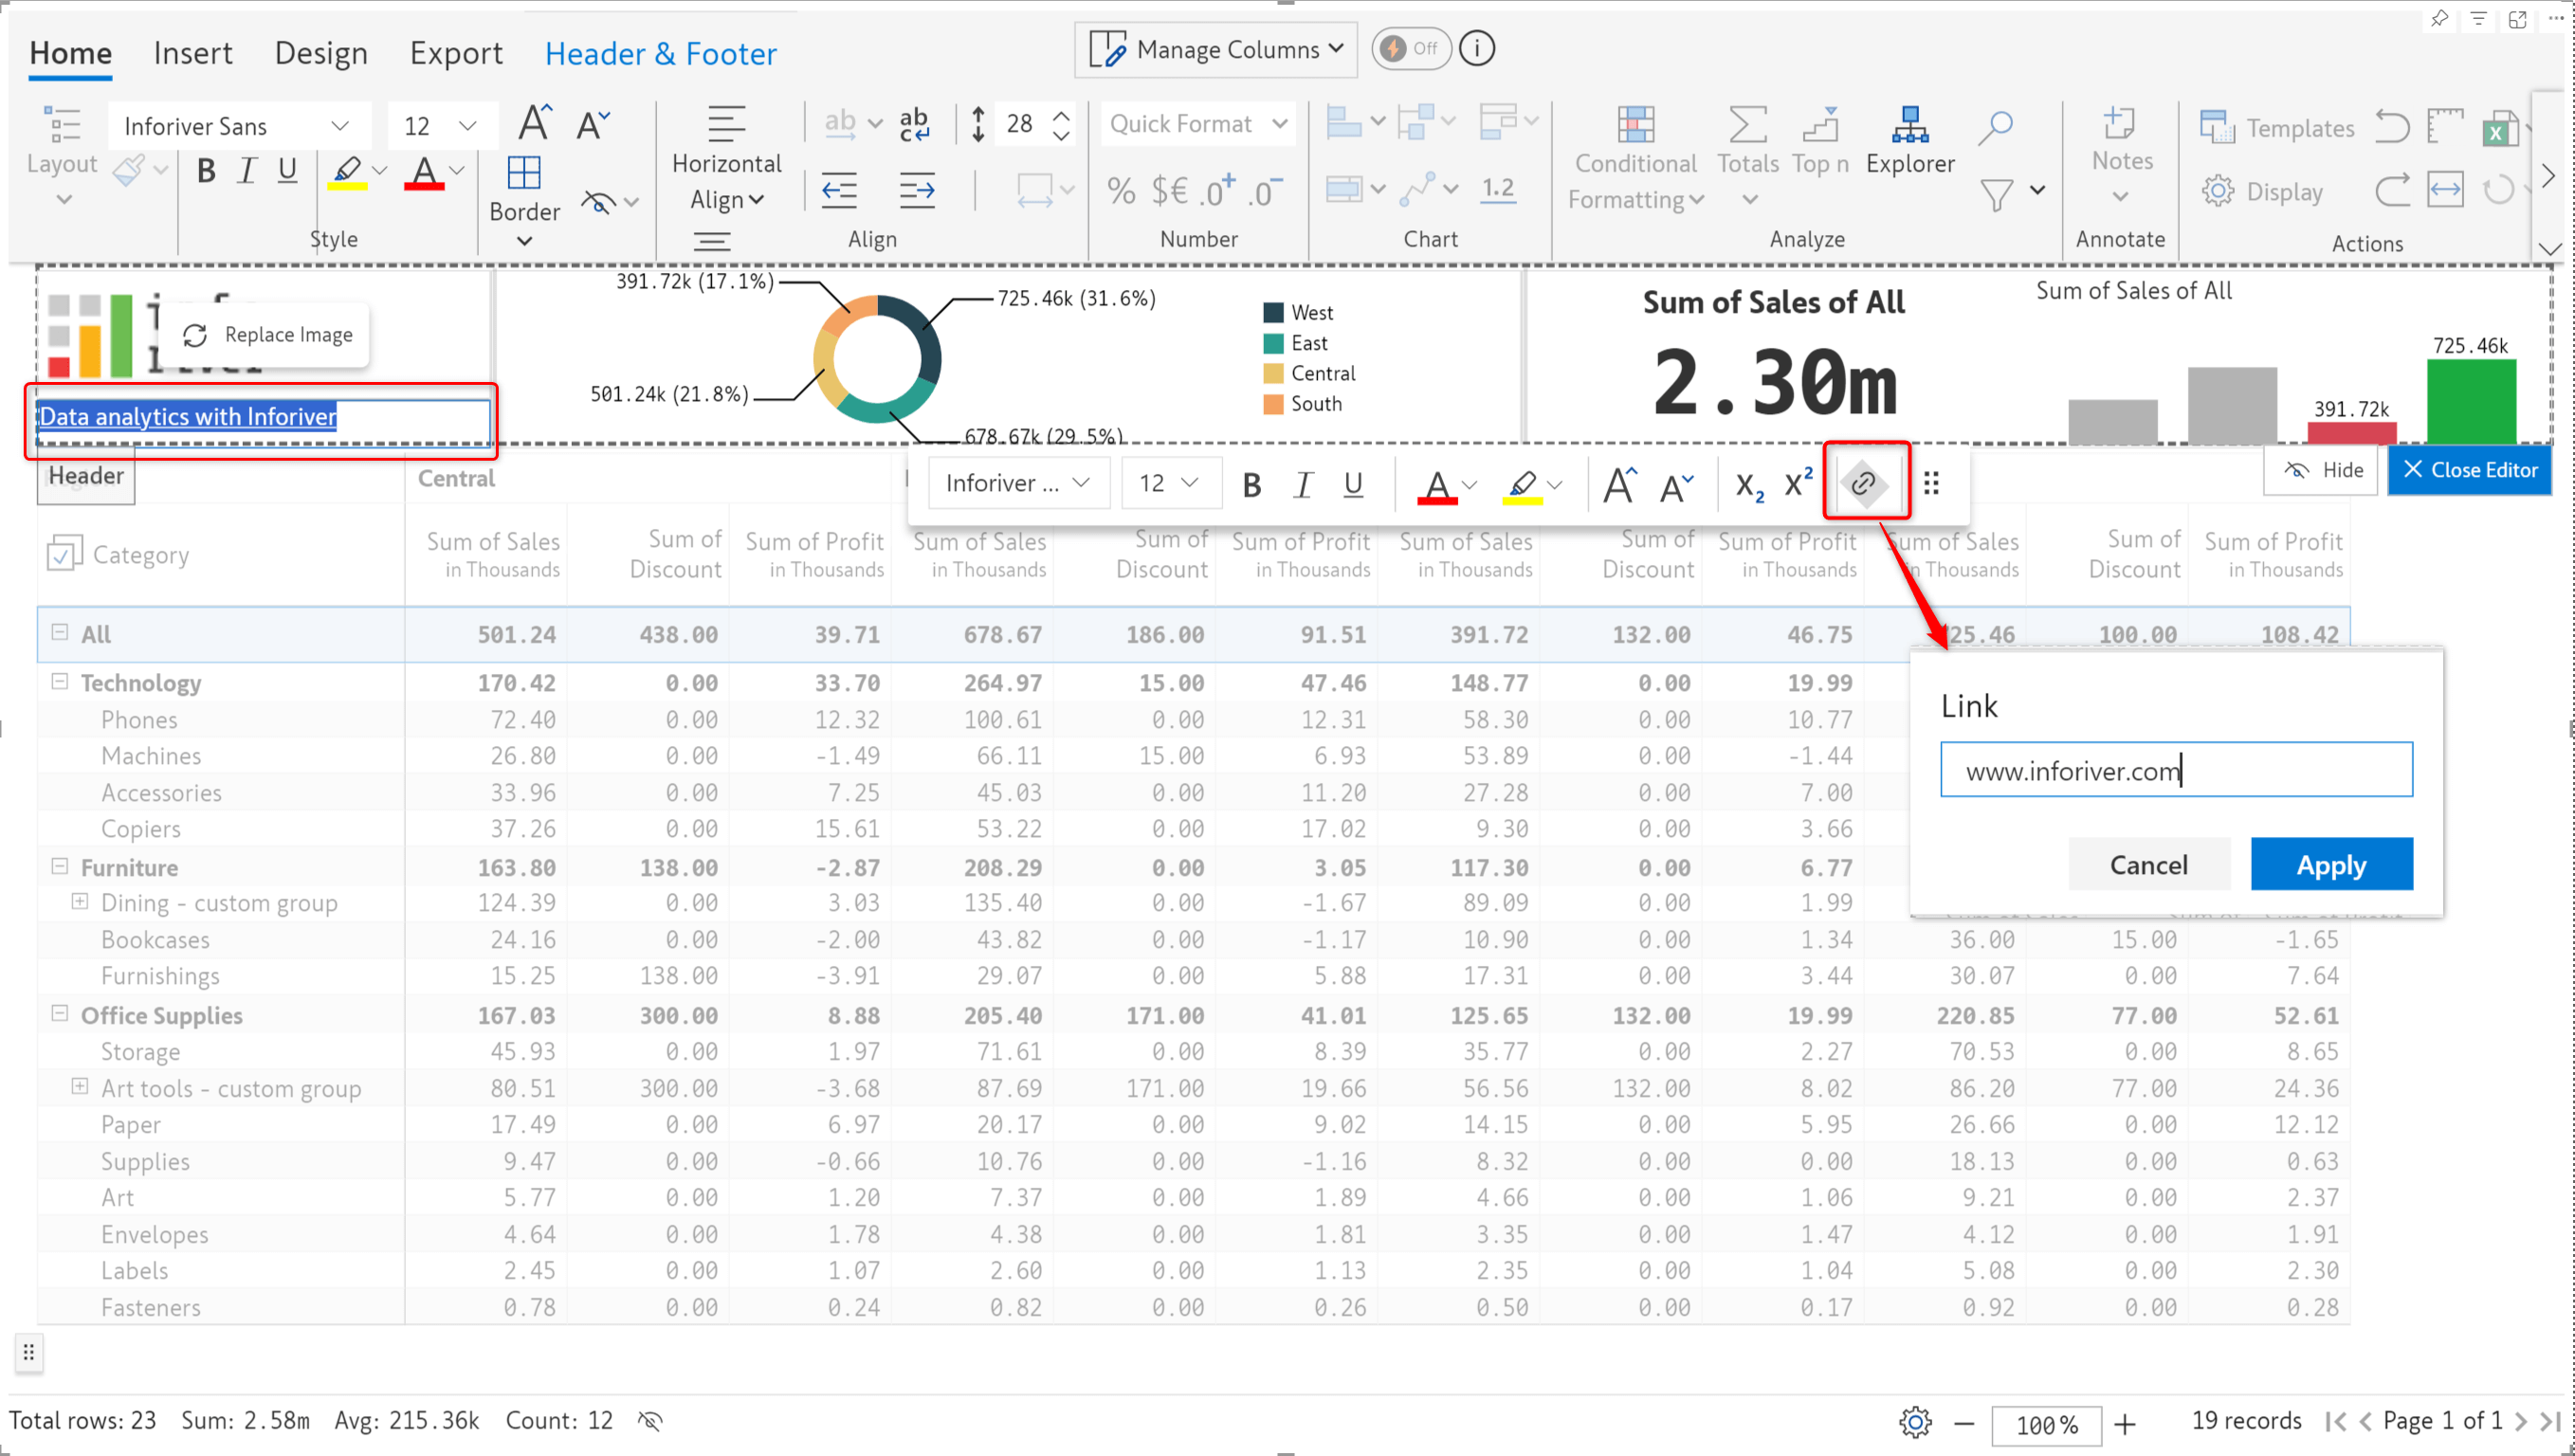 Home Insert Design Export Header & Footer Manage Columns Off i
Inforiver Sans 12 28 Quick Format
Layout B I U Border
Horizontal Align
% $€ .0+ .0- 1.2
Conditional Formatting Totals Top n Explorer Notes Templates
Display
Style Align Number Chart Analyze Annotate Actions
Replace Image
Data analytics with Inforiver
Header
391.72k (17.1%)
725.46k (31.6%)
501.24k (21.8%)
678.67k (29.5%)
West
East
Central
South
Sum of Sales of All
2.30m
Sum of Sales of All
391.72k
725.46k
Inforiver ... 12 B I U A A A X2 X2
Hide Close Editor
Central
Category Sum of Sales in Thousands Sum of Discount Sum of Profit in Thousands Sum of Sales in Thousands Sum of Discount Sum of Profit in Thousands Sum of Sales in Thousands Sum of Discount Sum of Profit in Thousands Sum of Sales in Thousands Sum of Discount Sum of Profit in Thousands
All 501.24 438.00 39.71 678.67 186.00 91.51 391.72 132.00 46.75 25.46 100.00 108.42
Technology 170.42 0.00 33.70 264.97 15.00 47.46 148.77 0.00 19.99
Phones 72.40 0.00 12.32 100.61 0.00 12.31 58.30 0.00 10.77
Machines 26.80 0.00 -1.49 66.11 15.00 6.93 53.89 0.00 -1.44
Accessories 33.96 0.00 7.25 45.03 0.00 11.20 27.28 0.00 7.00
Copiers 37.26 0.00 15.61 53.22 0.00 17.02 9.30 0.00 3.66
Furniture 163.80 138.00 -2.87 208.29 0.00 3.05 117.30 0.00 6.77
Dining - custom group 124.39 0.00 3.03 135.40 0.00 -1.67 89.09 0.00 1.99
Bookcases 24.16 0.00 -2.00 43.82 0.00 -1.17 10.90 0.00 1.34 36.00 15.00 -1.65
Furnishings 15.25 138.00 -3.91 29.07 0.00 5.88 17.31 0.00 3.44 30.07 0.00 7.64
Office Supplies 167.03 300.00 8.88 205.40 171.00 41.01 125.65 132.00 19.99 220.85 77.00 52.61
Storage 45.93 0.00 1.97 71.61 0.00 8.39 35.77 0.00 2.27 70.53 0.00 8.65
Art tools - custom group 80.51 300.00 -3.68 87.69 171.00 19.66 56.56 132.00 8.02 86.20 77.00 24.36
Paper 17.49 0.00 6.97 20.17 0.00 9.02 14.15 0.00 5.95 26.66 0.00 12.12
Supplies 9.47 0.00 -0.66 10.76 0.00 -1.16 8.32 0.00 0.00 18.13 0.00 0.63
Art 5.77 0.00 1.20 7.37 0.00 1.89 4.66 0.00 1.06 9.21 0.00 2.37
Envelopes 4.64 0.00 1.78 4.38 0.00 1.81 3.35 0.00 1.47 4.12 0.00 1.91
Labels 2.45 0.00 1.07 2.60 0.00 1.13 2.35 0.00 1.04 5.08 0.00 2.30
Fasteners 0.78 0.00 0.24 0.82 0.00 0.26 0.50 0.00 0.17 0.92 0.00 0.28
Link
www.inforiver.com
Cancel Apply
Total rows: 23 Sum: 2.58m Avg: 215.36k Count: 12 100% 19 records Page 1 of 1